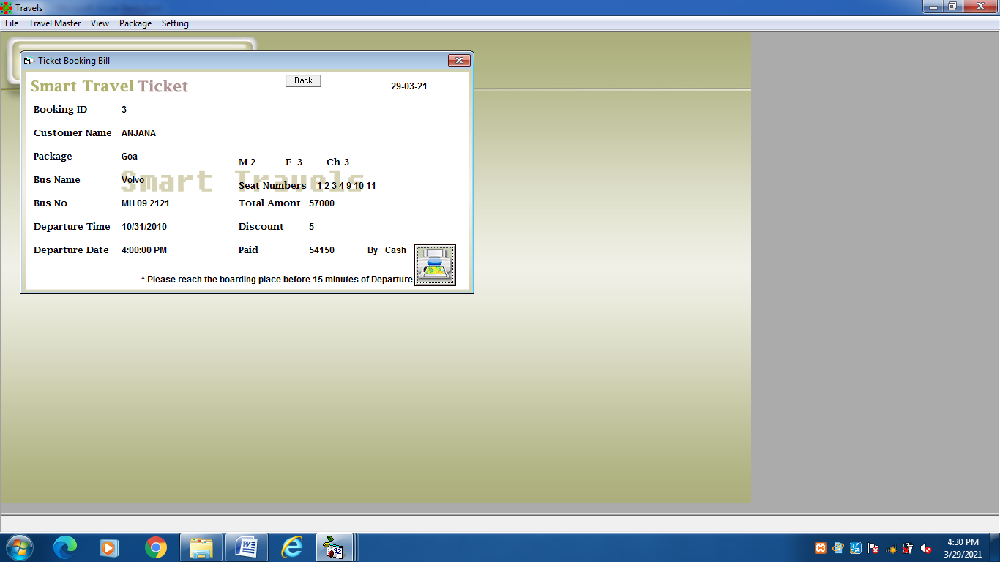 Travels
File Travel Master View Package Setting
Ticket Booking Bill
Smart Travel Ticket Back 29-03-21
Booking ID 3
Customer Name ANJANA
Package Goa
M 2 F 3 Ch 3
Bus Name Volvo
Smart Travels
Seat Numbers 1 2 3 4 9 10 11
Bus No MH 09 2121 Total Amont 57000
Departure Time 10/31/2010 Discount 5
Departure Date 4:00:00 PM Paid 54150 By Cash
* Please reach the boarding place before 15 minutes of Departure
4:30 PM
3/29/2021